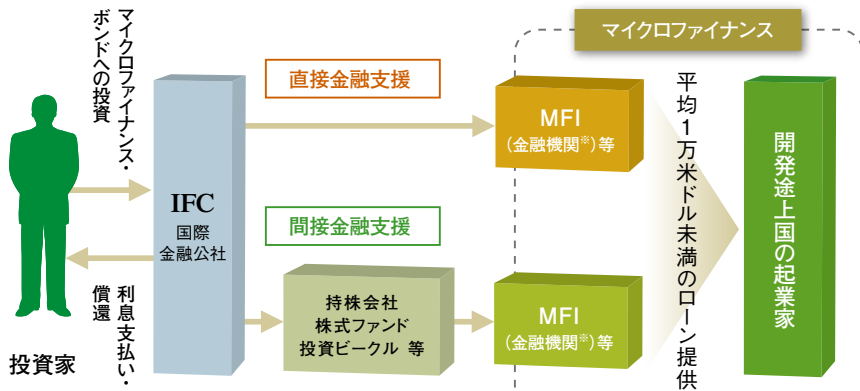 マイクロファイナンス
マイクロファイナンス・
ボンドへの投資
投資家
利息支払い・
償還
IFC
国際
金融公社
直接金融支援
MFI
（金融機関※）等
間接金融支援
持株会社
株式ファンド
投資ビークル 等
MFI
（金融機関※）等
平均1万米ドル未満のローン提供
開発途上国の起業家